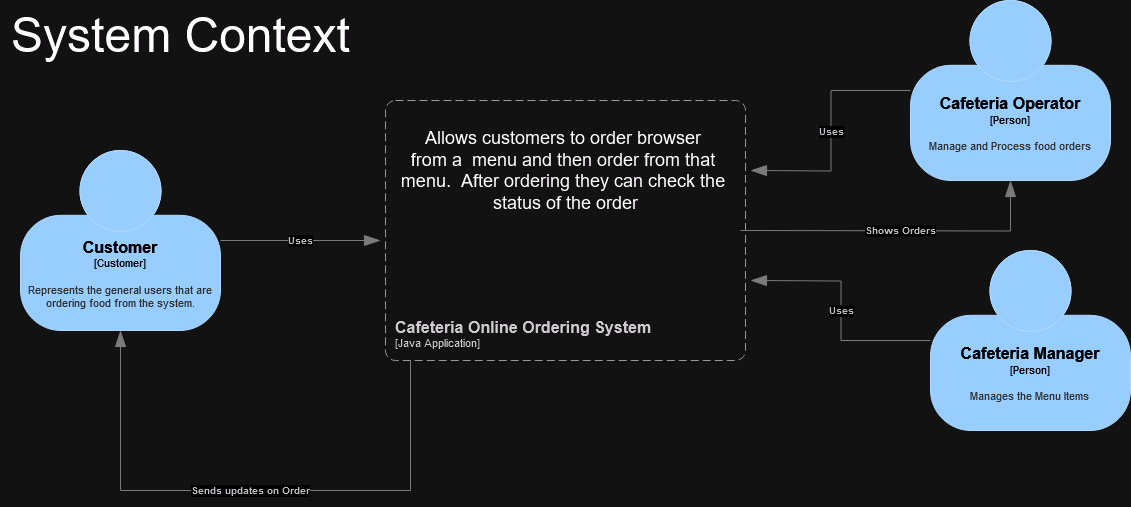 System Context
Cafeteria Operator
[Person]
Manage and Process food orders
Uses
Allows customers to order browser
from a  menu and then order from that
menu.  After ordering they can check the
status of the order
Shows Orders
Customer
[Customer]
Represents the general users that are
ordering food from the system.
Uses
Cafeteria Online Ordering System
[Java Application]
Uses
Cafeteria Manager
[Person]
Manages the Menu Items
Sends updates on Order